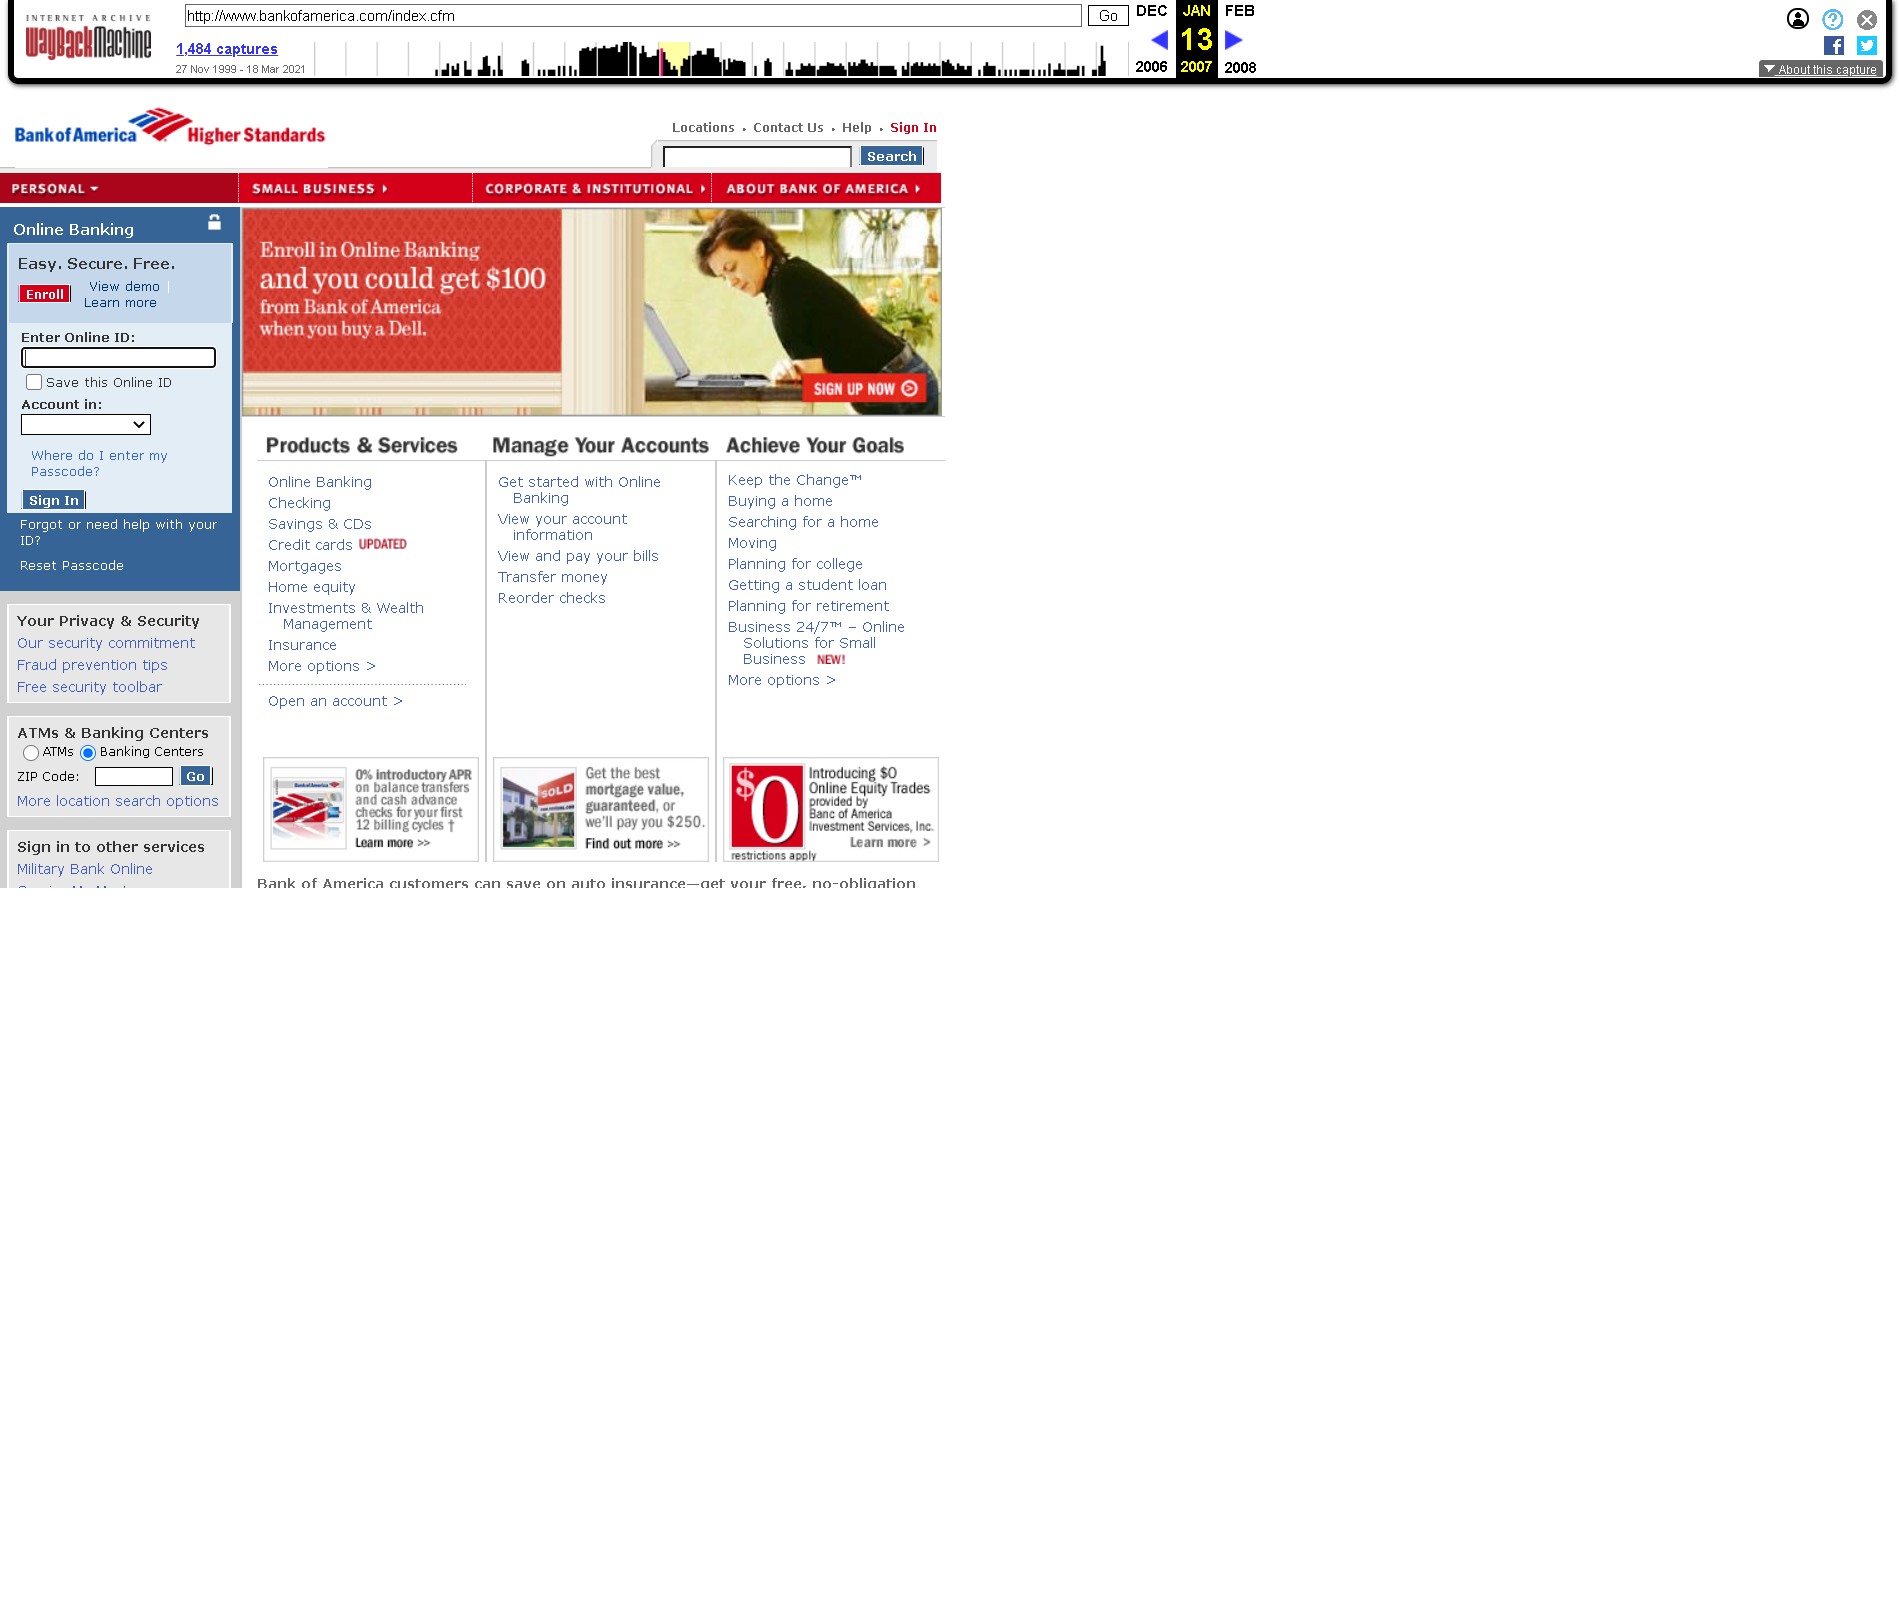 INTERNET ARCHIVE
WayBackMachine
http://www.bankofamerica.com/index.cfm
Go
DEC JAN FEB
1,484 captures
13
27 Nov 1999 - 18 Mar 2021
2006 2007 2008
About this capture
Bank of America Higher Standards
Locations • Contact Us • Help • Sign In
Search
PERSONAL
SMALL BUSINESS
CORPORATE & INSTITUTIONAL
ABOUT BANK OF AMERICA
Online Banking
Easy. Secure. Free.
Enroll
View demo
Learn more
Enter Online ID:
Save this Online ID
Account in:
Where do I enter my
Passcode?
Sign In
Forgot or need help with your
ID?
Reset Passcode
Your Privacy & Security
Our security commitment
Fraud prevention tips
Free security toolbar
ATMs & Banking Centers
ATMs Banking Centers
ZIP Code:
Go
More location search options
Sign in to other services
Military Bank Online
Enroll in Online Banking
and you could get $100
from Bank of America
when you buy a Dell.
SIGN UP NOW
Products & Services
Online Banking
Checking
Savings & CDs
Credit cards UPDATED
Mortgages
Home equity
Investments & Wealth
Management
Insurance
More options >
Open an account >
Manage Your Accounts
Get started with Online
Banking
View your account
information
View and pay your bills
Transfer money
Reorder checks
Achieve Your Goals
Keep the Change™
Buying a home
Searching for a home
Moving
Planning for college
Getting a student loan
Planning for retirement
Business 24/7™ – Online
Solutions for Small
Business NEW!
More options >
0% introductory APR
on balance transfers
and cash advance
checks for your first
12 billing cycles †
Learn more >>
SOLD
Get the best
mortgage value,
guaranteed, or
we'll pay you $250.
Find out more >>
$0
Introducing $0
Online Equity Trades
provided by
Banc of America
Investment Services, Inc.
Learn more >
restrictions apply
Bank of America customers can save on auto insurance—get your free, no-obligation